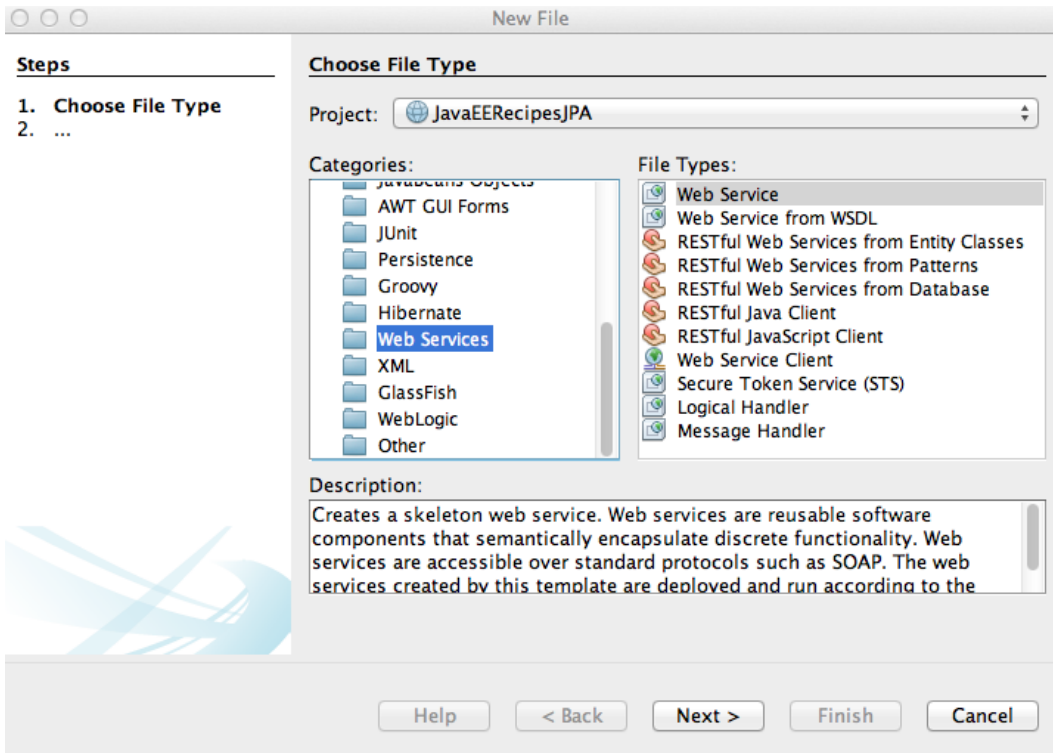 New File
Steps
1. Choose File Type
2. ...
Choose File Type
Project: JavaEERecipesJPA
Categories:
JavaBeans Objects
AWT GUI Forms
JUnit
Persistence
Groovy
Hibernate
Web Services
XML
GlassFish
WebLogic
Other
File Types:
Web Service
Web Service from WSDL
RESTful Web Services from Entity Classes
RESTful Web Services from Patterns
RESTful Web Services from Database
RESTful Java Client
RESTful JavaScript Client
Web Service Client
Secure Token Service (STS)
Logical Handler
Message Handler
Description:
Creates a skeleton web service. Web services are reusable software
components that semantically encapsulate discrete functionality. Web
services are accessible over standard protocols such as SOAP. The web
services created by this template are deployed and run according to the
Help < Back Next > Finish Cancel